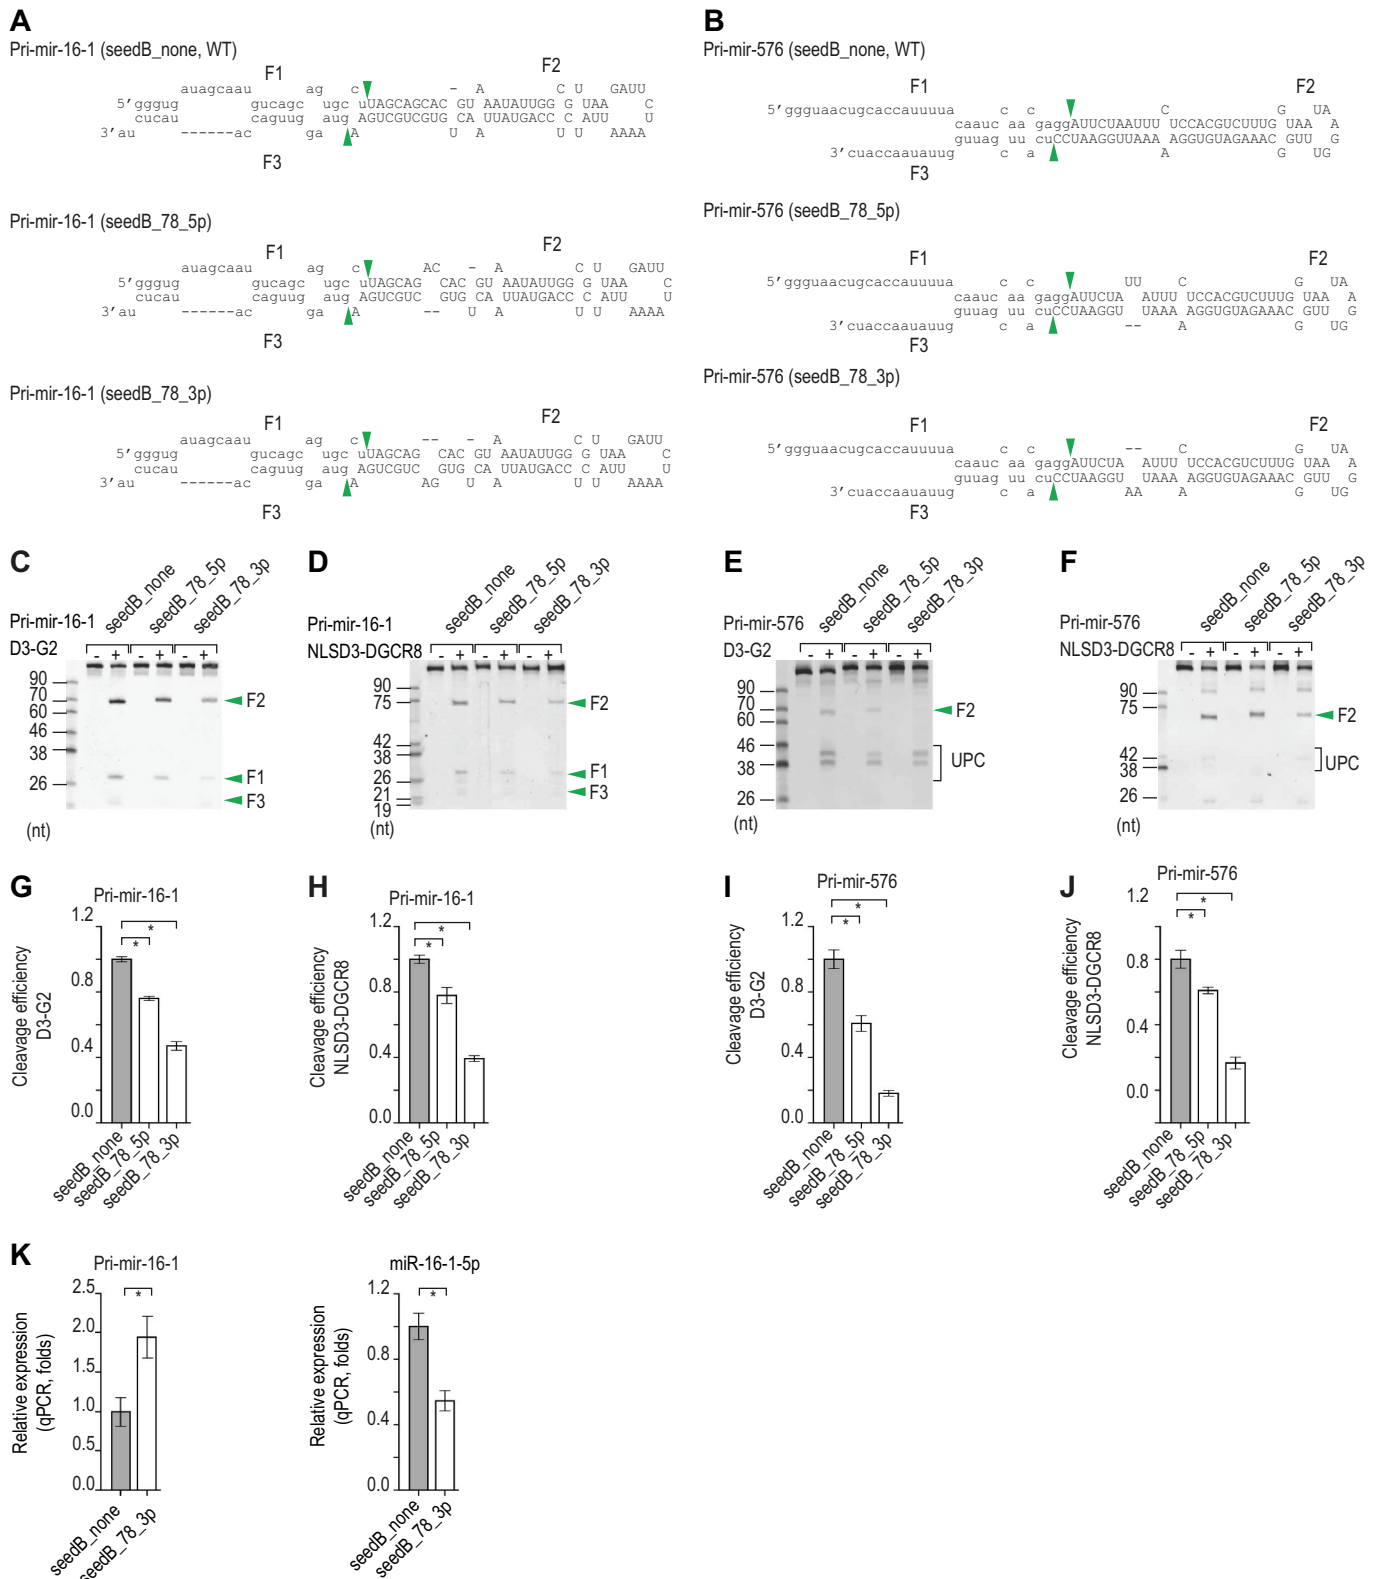 A
Pri-mir-16-1 (seedB_none, WT)
F1
F2
auagcaau ag c - A C U GAUU
5′gggug gucagc ugc uUAGCAGCAC GU AAUAUUGG G UAA C
cucau caguug aug AGUCGUCGUG CA UUAUGACC C AUU U
3′au ------ac ga A U A U U AAAA
F3
Pri-mir-16-1 (seedB_78_5p)
F1
F2
auagcaau ag c AC - A C U GAUU
5′gggug gucagc ugc uUAGCAG CAC GU AAUAUUGG G UAA C
cucau caguug aug AGUCGUC GUG CA UUAUGACC C AUU U
3′au ------ac ga A -- U A U U AAAA
F3
Pri-mir-16-1 (seedB_78_3p)
F1
F2
auagcaau ag c -- - A C U GAUU
5′gggug gucagc ugc uUAGCAG CAC GU AAUAUUGG G UAA C
cucau caguug aug AGUCGUC GUG CA UUAUGACC C AUU U
3′au ------ac ga A AG U A U U AAAA
F3
B
Pri-mir-576 (seedB_none, WT)
F1
F2
5′ggguaacugcaccauuuua c c C G UA
caauc aa gaggAUUCUAAUUU UCCACGUCUUUG UAA A
guuag uu cuCCUAAGGUUAAA AGGUGUAGAAAC GUU G
3′cuaccaauauug c a A G UG
F3
Pri-mir-576 (seedB_78_5p)
F1
F2
5′ggguaacugcaccauuuua c c UU C G UA
caauc aa gaggAUUCUA AUUU UCCACGUCUUUG UAA A
guuag uu cuCCUAAGGU UAAA AGGUGUAGAAAC GUU G
3′cuaccaauauug c a -- A G UG
F3
Pri-mir-576 (seedB_78_3p)
F1
F2
5′ggguaacugcaccauuuua c c -- C G UA
caauc aa gaggAUUCUA AUUU UCCACGUCUUUG UAA A
guuag uu cuCCUAAGGU UAAA AGGUGUAGAAAC GUU G
3′cuaccaauauug c a AA A G UG
F3
C
seedB_none
seedB_78_5p
seedB_78_3p
Pri-mir-16-1
D3-G2 - + - + - +
90
70
60
46
38
26
(nt)
F2
F1
F3
D
seedB_none
seedB_78_5p
seedB_78_3p
Pri-mir-16-1
NLSD3-DGCR8 - + - + - +
90
75
42
38
26
21
19
(nt)
F2
F1
F3
E
seedB_none
seedB_78_5p
seedB_78_3p
Pri-mir-576
D3-G2 - + - + - +
90
70
60
46
38
26
(nt)
F2
UPC
F
seedB_none
seedB_78_5p
seedB_78_3p
Pri-mir-576
NLSD3-DGCR8 - + - + - +
90
75
42
38
26
(nt)
F2
UPC
G
Pri-mir-16-1
Cleavage efficiency
D3-G2
1.2
0.8
0.4
0.0
*
*
seedB_none
seedB_78_5p
seedB_78_3p
H
Pri-mir-16-1
Cleavage efficiency
NLSD3-DGCR8
1.2
0.8
0.4
0.0
*
*
seedB_none
seedB_78_5p
seedB_78_3p
I
Pri-mir-576
Cleavage efficiency
D3-G2
1.2
0.8
0.4
0.0
*
*
seedB_none
seedB_78_5p
seedB_78_3p
J
Pri-mir-576
Cleavage efficiency
NLSD3-DGCR8
1.2
0.8
0.4
0.0
*
*
seedB_none
seedB_78_5p
seedB_78_3p
K
Pri-mir-16-1
Relative expression
(qPCR, folds)
2.5
2.0
1.5
1.0
0.5
0.0
*
seedB_none
seedB_78_3p
miR-16-1-5p
Relative expression
(qPCR, folds)
1.2
0.8
0.4
0.0
*
seedB_none
seedB_78_3p